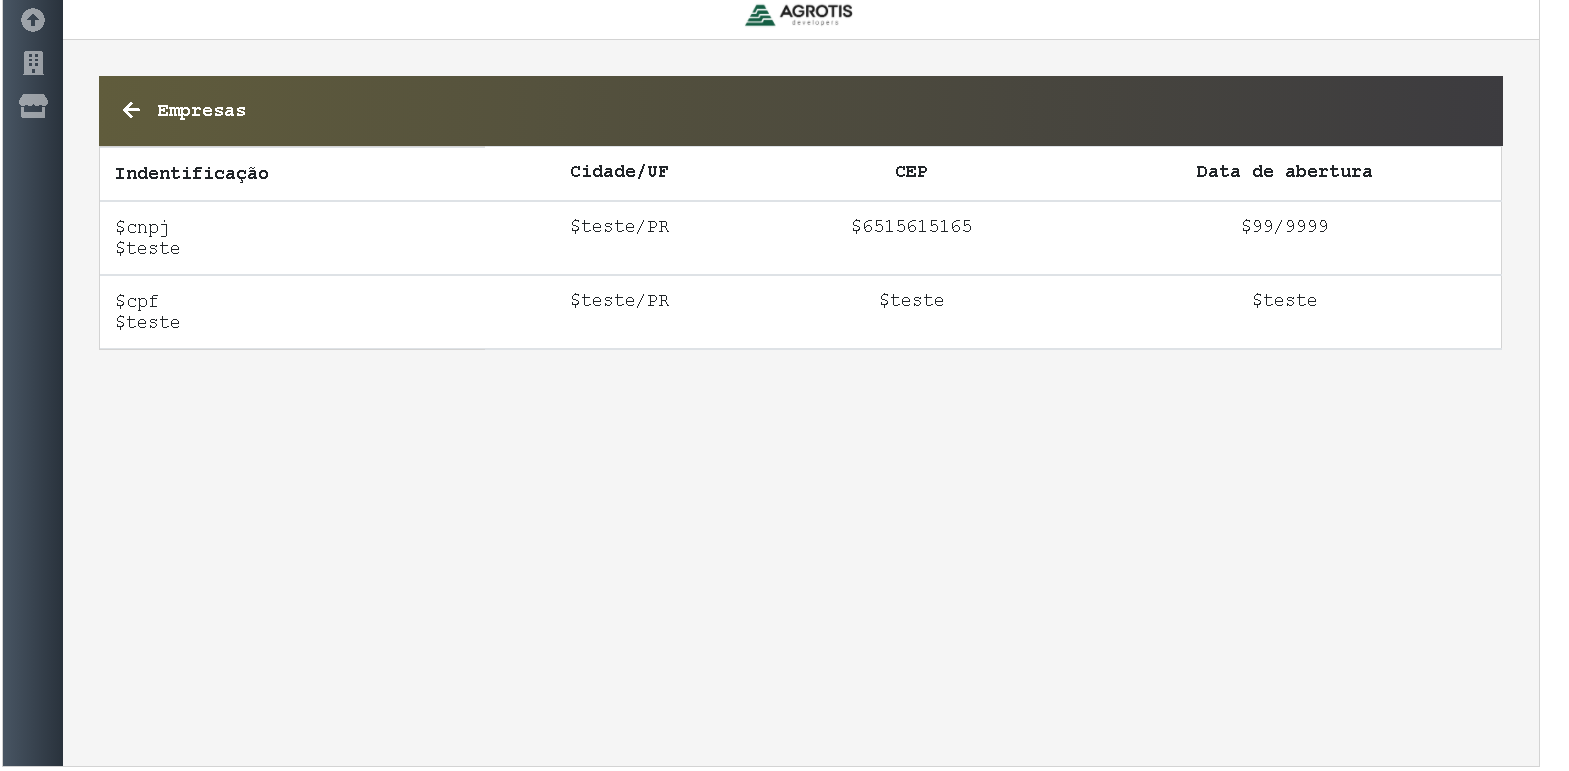 AGROTIS
developers
Empresas
Indentificação Cidade/UF CEP Data de abertura
$cnpj $teste/PR $6515615165 $99/9999
$teste
$cpf $teste/PR $teste $teste
$teste